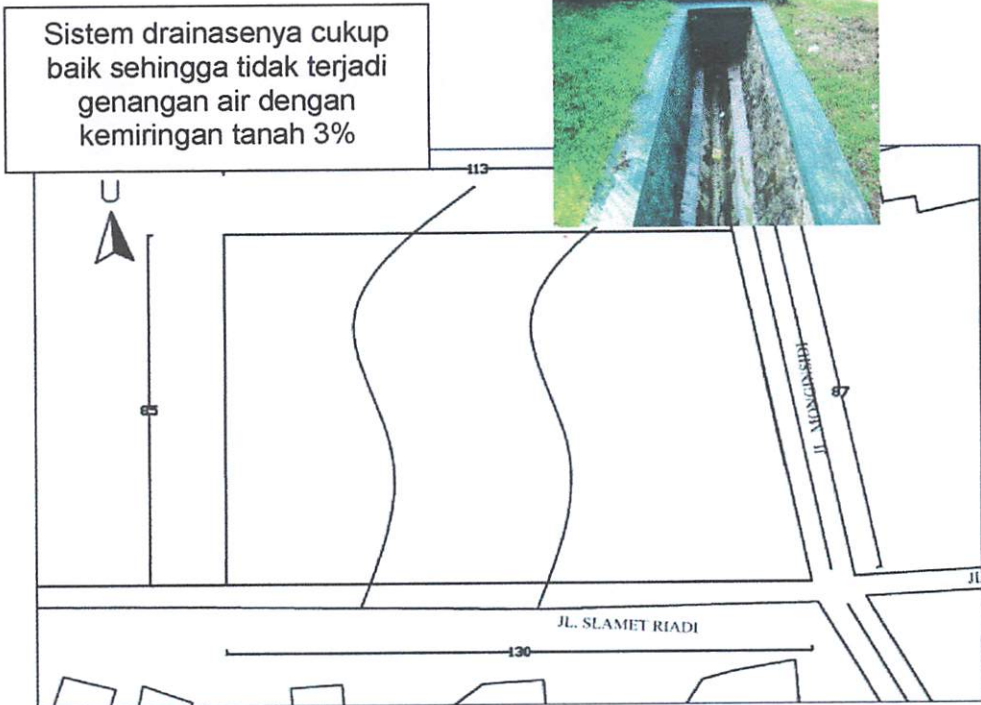 Sistem drainasenya cukup
baik sehingga tidak terjadi
genangan air dengan
kemiringan tanah 3%
113
U
85
JL. MONGINSIDI
87
JL
JL. SLAMET RIADI
130